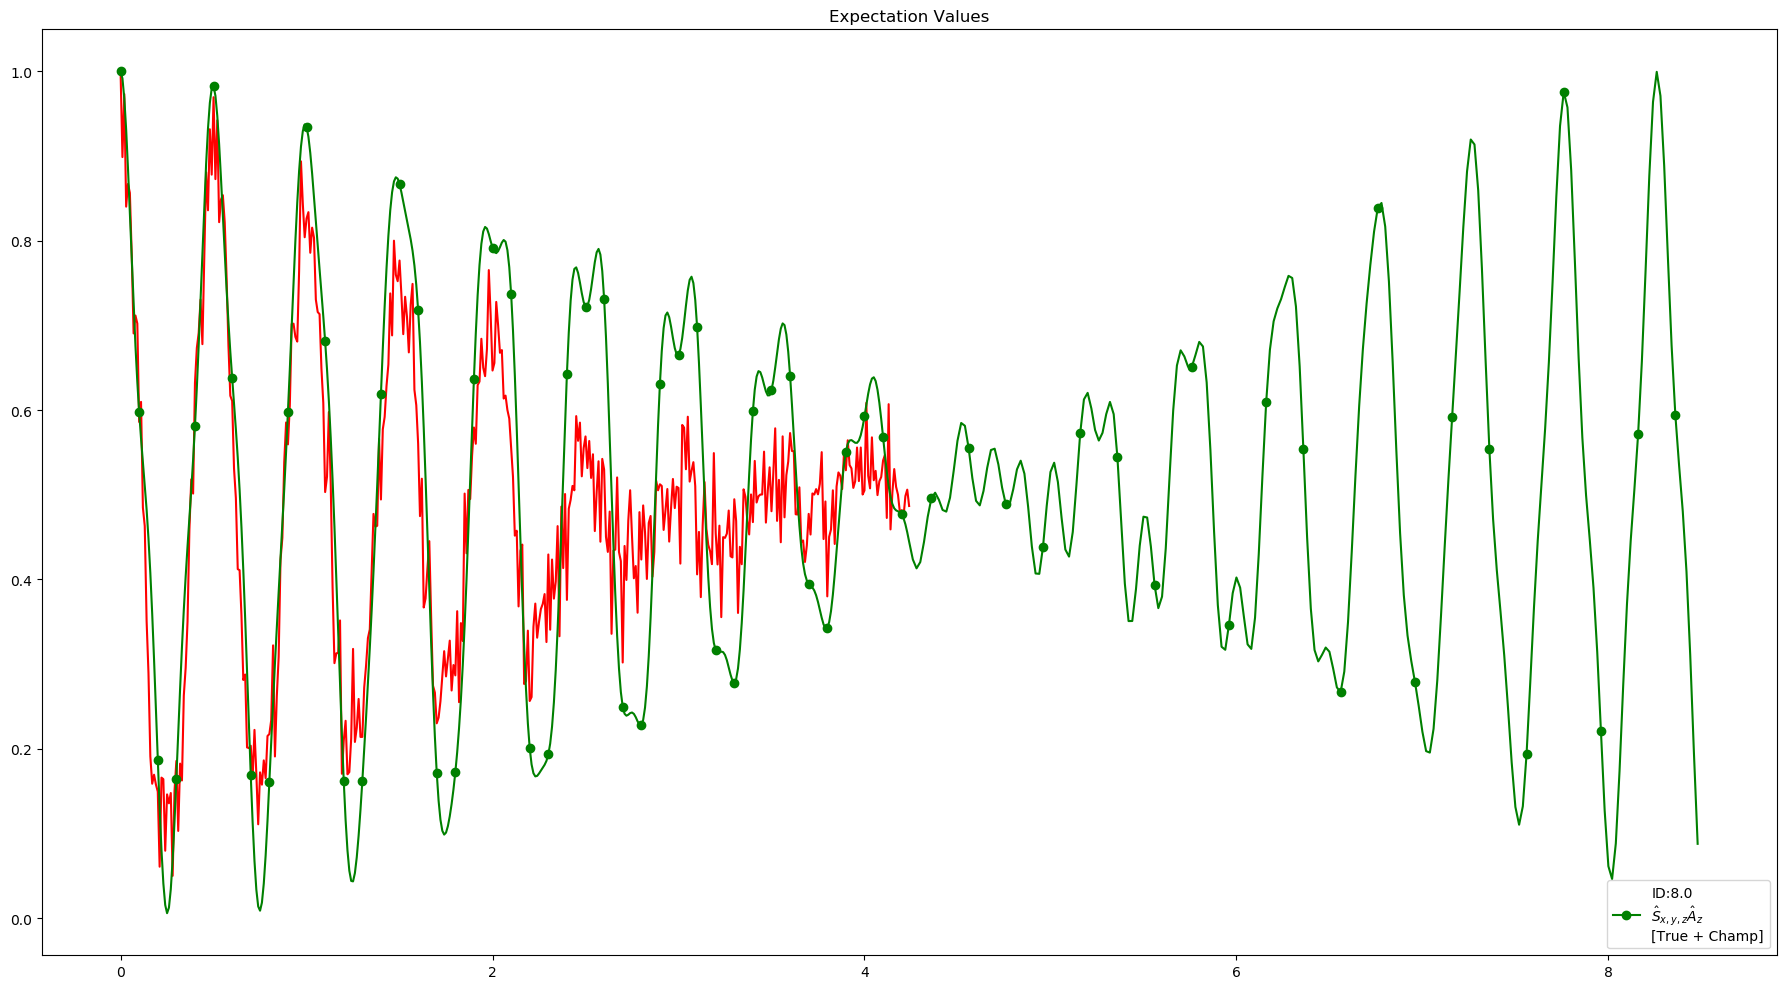 Expectation Values
1.0
0.8
0.6
0.4
0.2
0.0
0 2 4 6 8
ID:8.0
$\hat{S}_{x,y,z}\hat{A}_z$
[True + Champ]